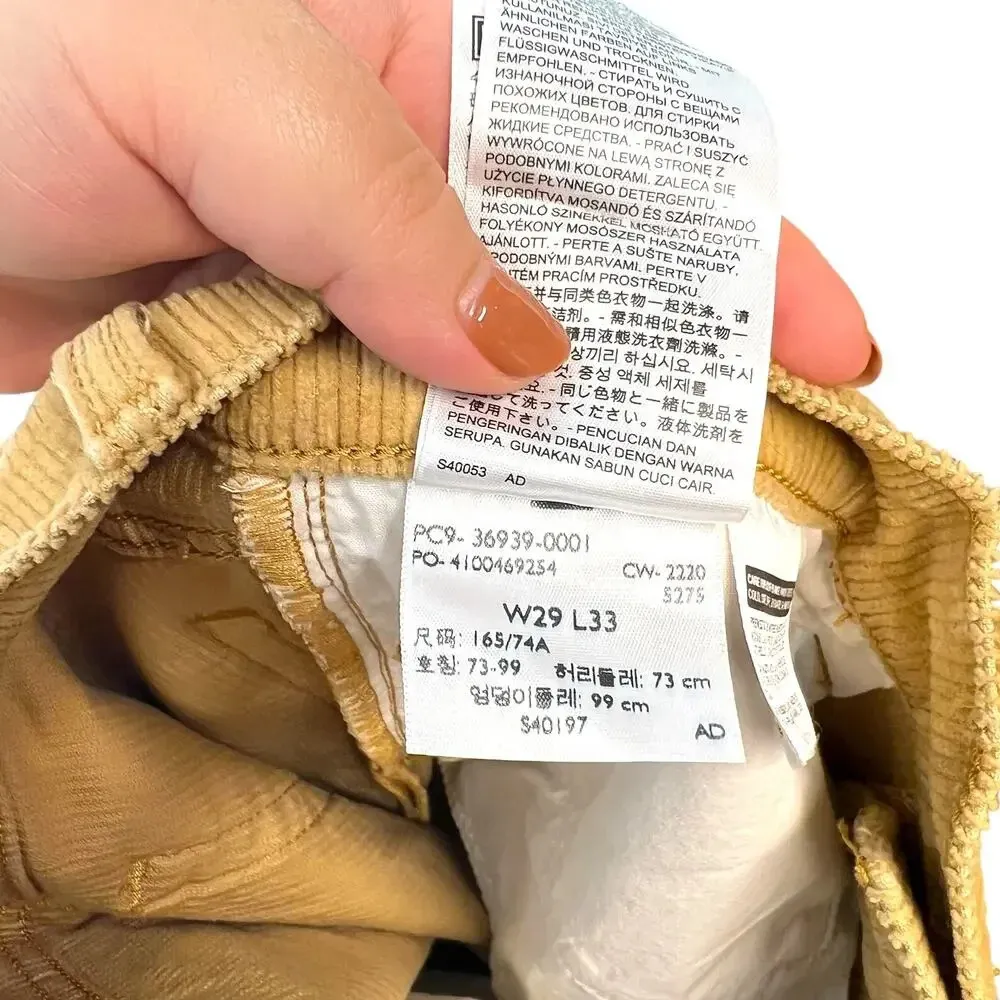 KULLANILMASI
ÄHNLICHEN FARBEN AUF LINKS MIT
WASCHEN UND TROCKNEN.
FLÜSSIGWASCHMITTEL WIRD
EMPFOHLEN. - СТИРАТЬ И СУШИТЬ С
ИЗНАНОЧНОЙ СТОРОНЫ С ВЕЩАМИ
ПОХОЖИХ ЦВЕТОВ. ДЛЯ СТИРКИ
РЕКОМЕНДОВАНО ИСПОЛЬЗОВАТЬ
ЖИДКИЕ СРЕДСТВА. - PRAĆ I SUSZYĆ
WYWRÓCONE NA LEWĄ STRONĘ Z
PODOBNYMI KOLORAMI. ZALECA SIĘ
UŻYCIE PŁYNNEGO DETERGENTU. -
KIFORDÍTVA MOSANDÓ ÉS SZÁRÍTANDÓ
HASONLÓ SZINEKKEL MOSHATÓ EGYÜTT.
FOLYÉKONY MOSÓSZER HASZNÁLATA
AJÁNLOTT. - PERTE A SUŠTE NARUBY.
PODOBNÝMI BARVAMI. PERTE V
TÉM PRACÍM PROSTŘEDKU.
并与同类色衣物一起洗涤。请
洁剂。- 需和相似色衣物一
請用液態洗衣劑洗滌。-
상끼리 하십시요. 세탁시
것. 중성 액체 세제를
- 同じ色物と一緒に製品を
して洗ってください。液体洗剤を
ご使用下さい。- PENCUCIAN DAN
PENGERINGAN DIBALIK DENGAN WARNA
SERUPA. GUNAKAN SABUN CUCI CAIR.
S40053 AD
PC9- 36939-0001
PO- 4100469254 CW- 2220
S275
W29 L33
尺码: 165/74A
호칭: 73-99 허리둘레: 73 cm
엉덩이둘레: 99 cm
S40197 AD